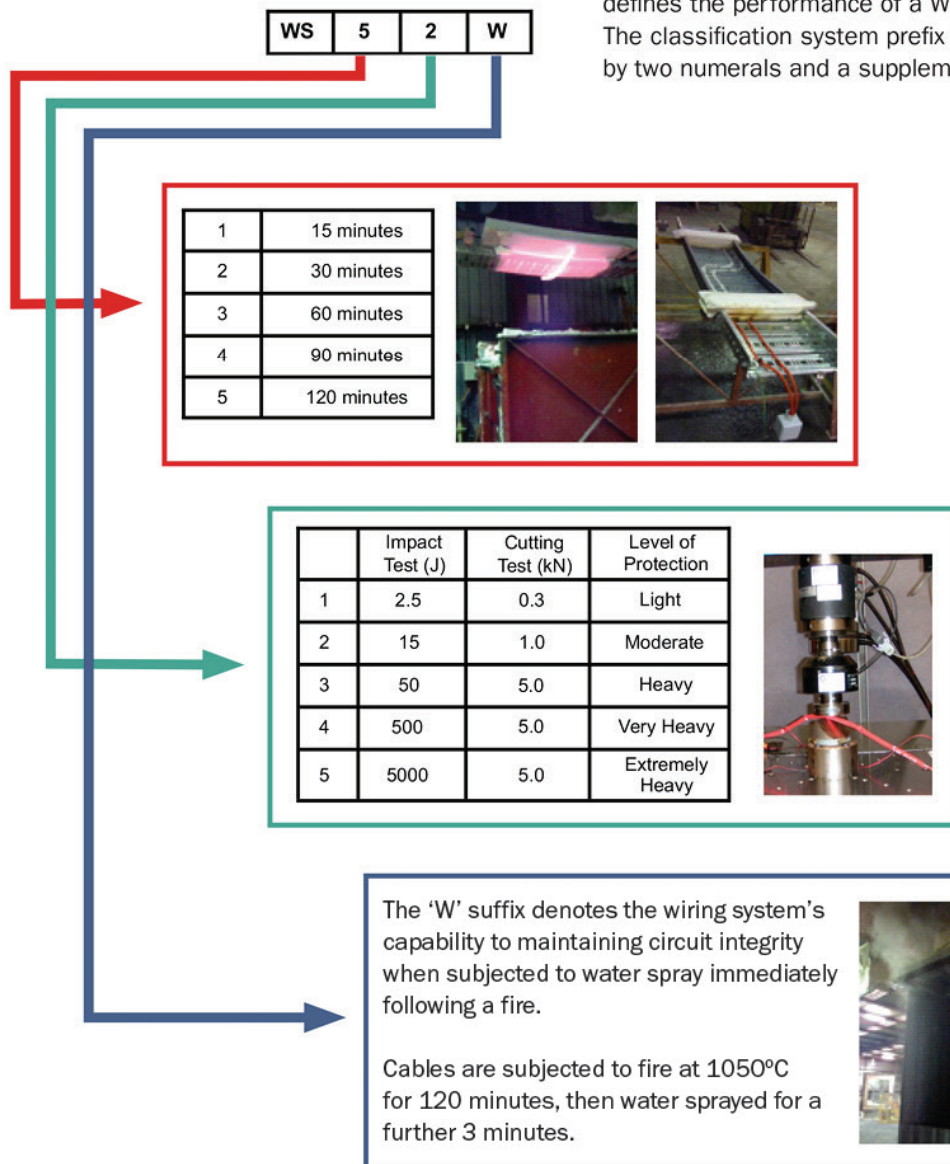 defines the performance of a W
The classification system prefix
by two numerals and a supplem
WS 5 2 W
1 15 minutes
2 30 minutes
3 60 minutes
4 90 minutes
5 120 minutes
Impact Test (J) Cutting Test (kN) Level of Protection
1 2.5 0.3 Light
2 15 1.0 Moderate
3 50 5.0 Heavy
4 500 5.0 Very Heavy
5 5000 5.0 Extremely Heavy
The ‘W’ suffix denotes the wiring system’s
capability to maintaining circuit integrity
when subjected to water spray immediately
following a fire.
Cables are subjected to fire at 1050ºC
for 120 minutes, then water sprayed for a
further 3 minutes.